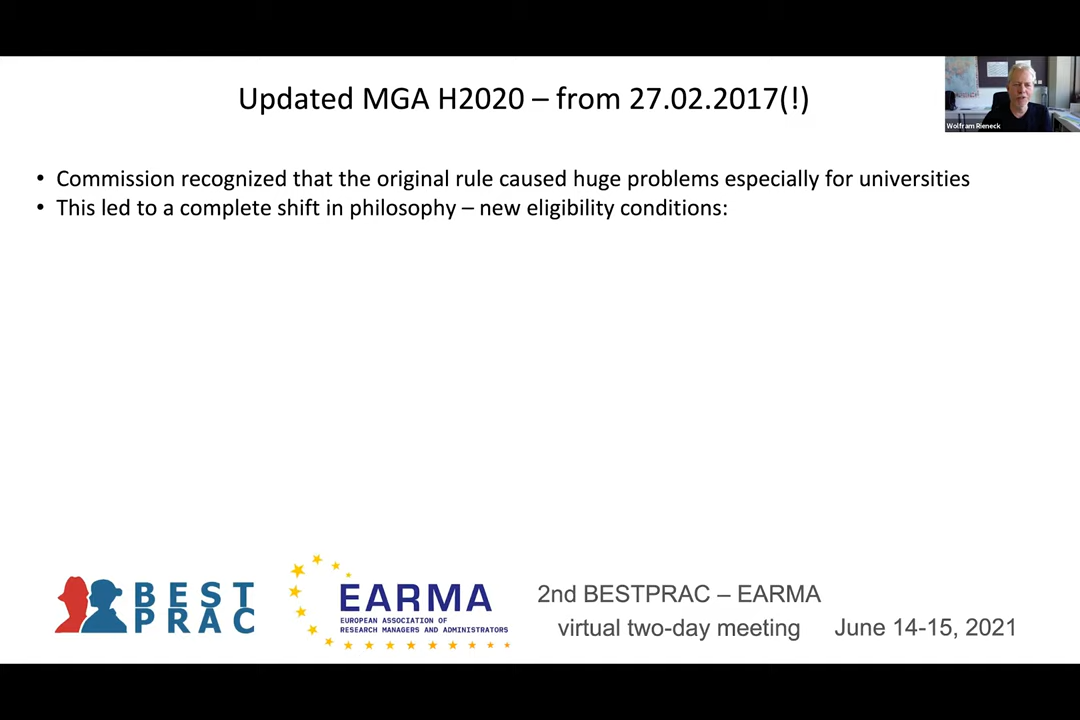 Updated MGA H2020 – from 27.02.2017(!)
Wolfram Rieneck
• Commission recognized that the original rule caused huge problems especially for universities
• This led to a complete shift in philosophy – new eligibility conditions:
BEST
PRAC
EARMA
EUROPEAN ASSOCIATION OF
RESEARCH MANAGERS AND ADMINISTRATORS
2nd BESTPRAC – EARMA
virtual two-day meeting
June 14-15, 2021